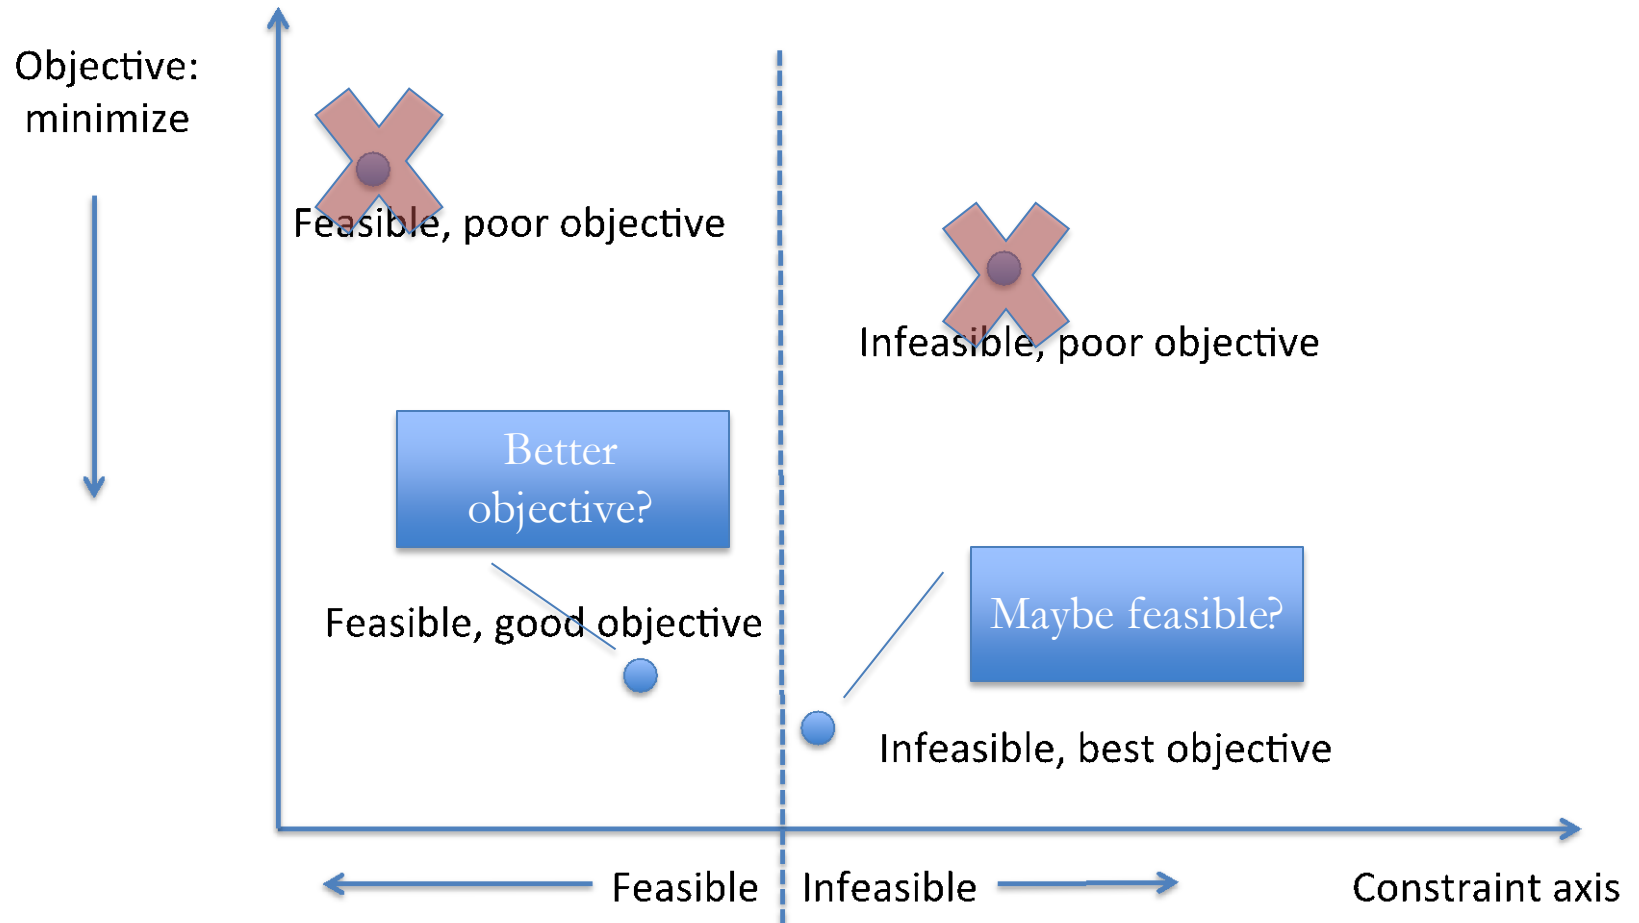 Objective:
minimize
Feasible, poor objective
Infeasible, poor objective
Better
objective?
Feasible, good objective
Maybe feasible?
Infeasible, best objective
Feasible
Infeasible
Constraint axis